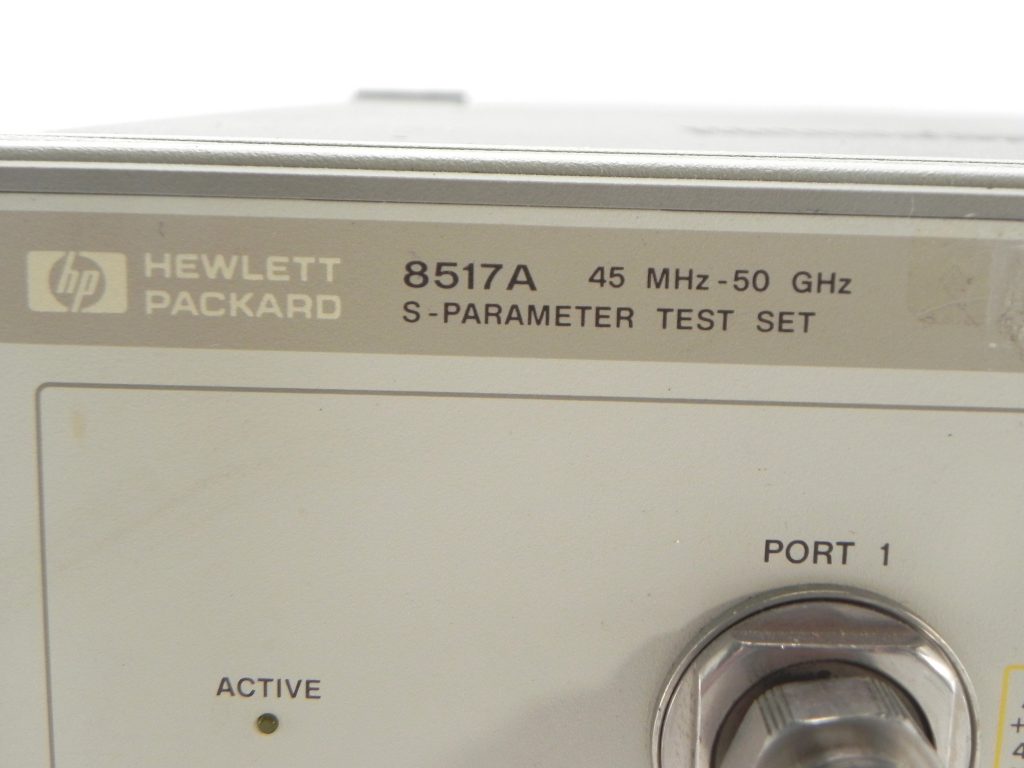 hp HEWLETT PACKARD
8517A 45 MHz-50 GHz
S-PARAMETER TEST SET
PORT 1
ACTIVE